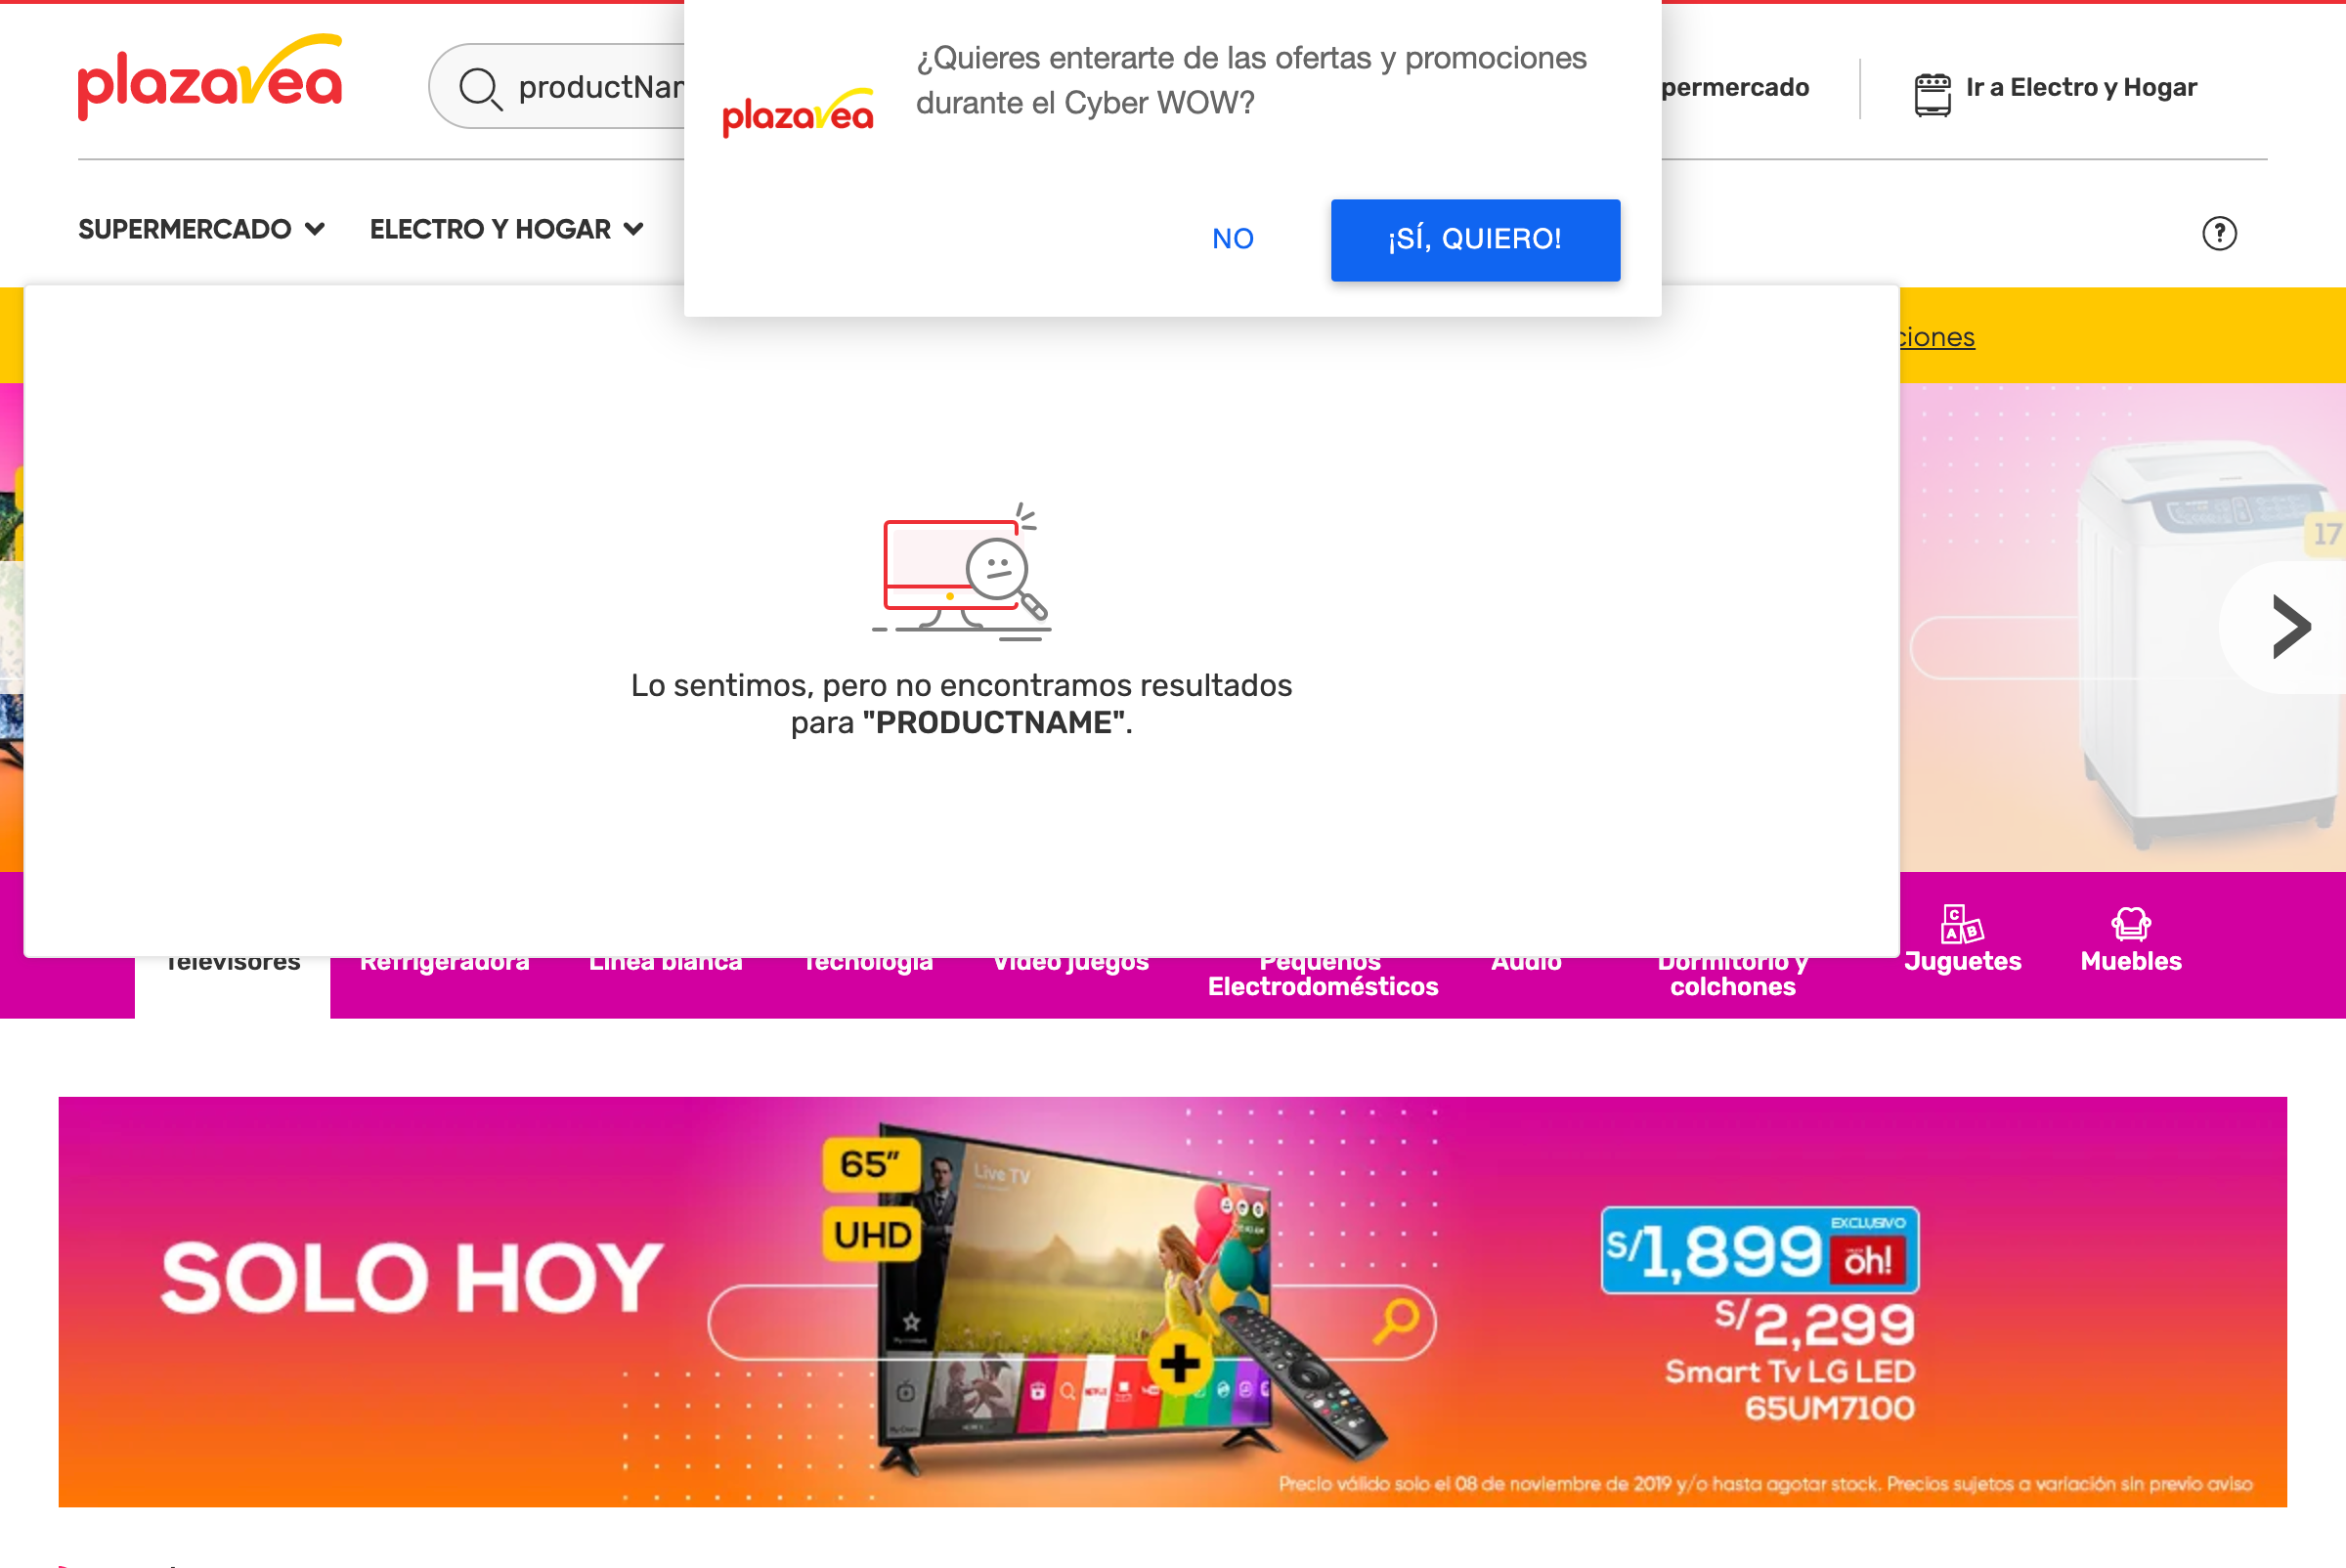 plazavea
productNa
¿Quieres enterarte de las ofertas y promociones
durante el Cyber WOW?
plazavea
NO
¡SÍ, QUIERO!
permercado
Ir a Electro y Hogar
SUPERMERCADO
ELECTRO Y HOGAR
?
ciones
17
Lo sentimos, pero no encontramos resultados
para "PRODUCTNAME".
Televisores
Refrigeradora
Línea blanca
Tecnología
Video juegos
Pequeños
Electrodomésticos
Audio
Dormitorio y
colchones
C
A B
Juguetes
Muebles
65"
UHD
Live TV
SOLO HOY
S/1,899
EXCLUSIVO
oh!
S/2,299
Smart Tv LG LED
65UM7100
NETFLIX
Precio válido solo el 08 de noviembre de 2019 y/o hasta agotar stock. Precios sujetos a variación sin previo aviso